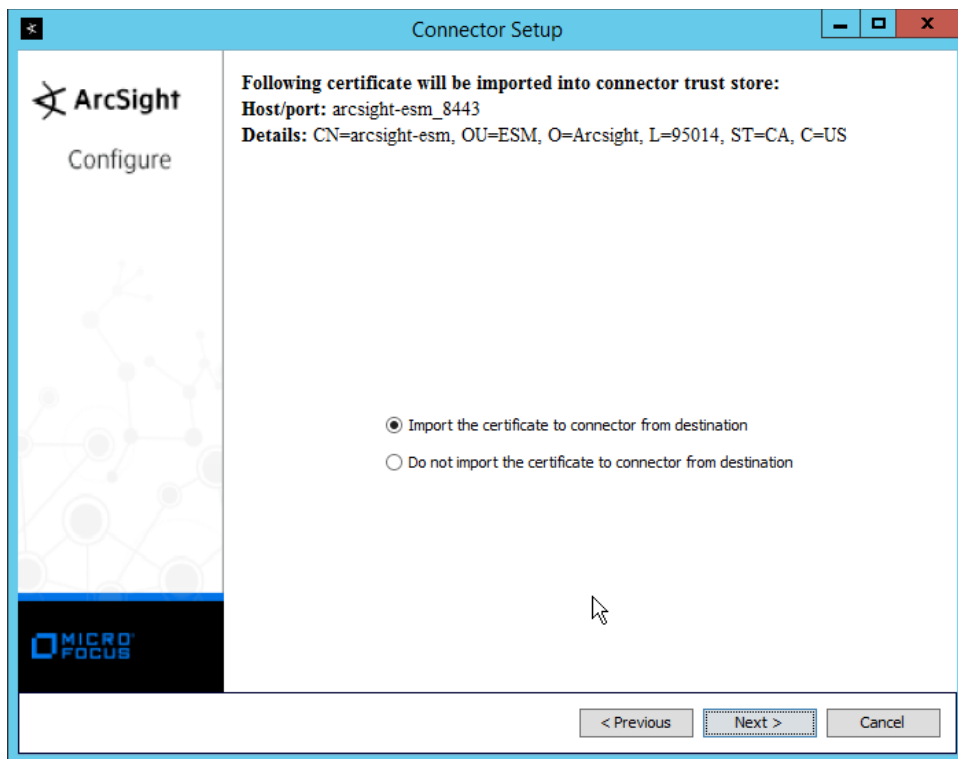 Connector Setup
ArcSight
Configure
Following certificate will be imported into connector trust store:
Host/port: arcsight-esm_8443
Details: CN=arcsight-esm, OU=ESM, O=Arcsight, L=95014, ST=CA, C=US
Import the certificate to connector from destination
Do not import the certificate to connector from destination
MICRO
FOCUS
< Previous
Next >
Cancel